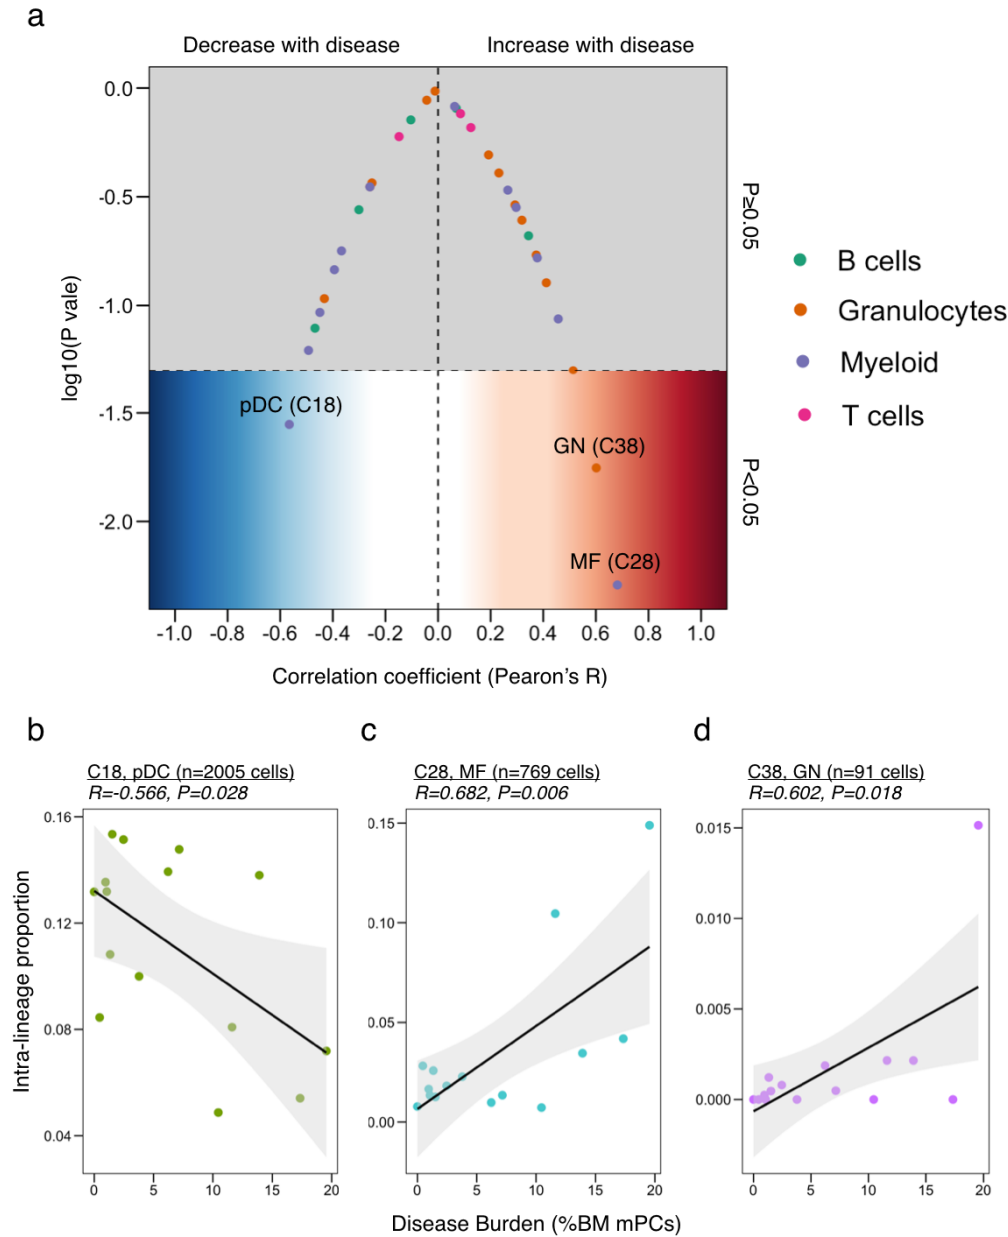 a
Decrease with disease
Increase with disease
0.0
-0.5
-1.0
-1.5
-2.0
log10(P vale)
P≥0.05
P<0.05
pDC (C18)
GN (C38)
MF (C28)
-1.0 -0.8 -0.6 -0.4 -0.2 0.0 0.2 0.4 0.6 0.8 1.0
Correlation coefficient (Pearon's R)
B cells
Granulocytes
Myeloid
T cells
b
C18, pDC (n=2005 cells)
R=-0.566, P=0.028
0.16
0.12
0.08
0.04
0 5 10 15 20
Intra-lineage proportion
c
C28, MF (n=769 cells)
R=0.682, P=0.006
0.15
0.10
0.05
0.00
0 5 10 15 20
d
C38, GN (n=91 cells)
R=0.602, P=0.018
0.015
0.010
0.005
0.000
0 5 10 15 20
Disease Burden (%BM mPCs)